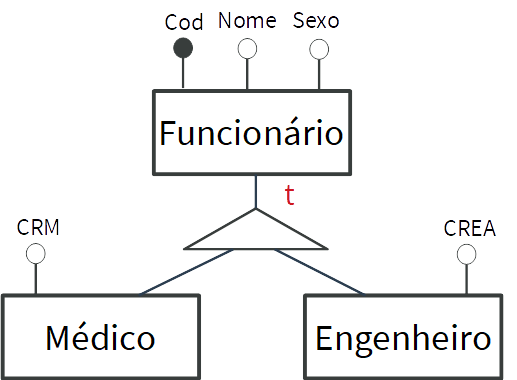 Cod Nome Sexo
Funcionário
t
CRM
CREA
Médico
Engenheiro